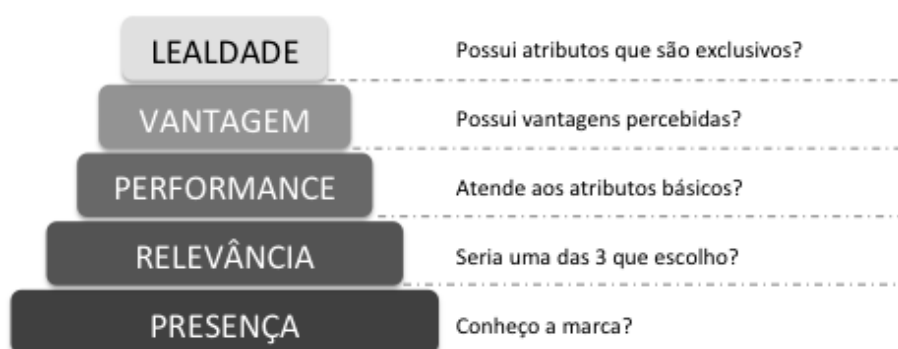 LEALDADE Possui atributos que são exclusivos?
VANTAGEM Possui vantagens percebidas?
PERFORMANCE Atende aos atributos básicos?
RELEVÂNCIA Seria uma das 3 que escolho?
PRESENÇA Conheço a marca?